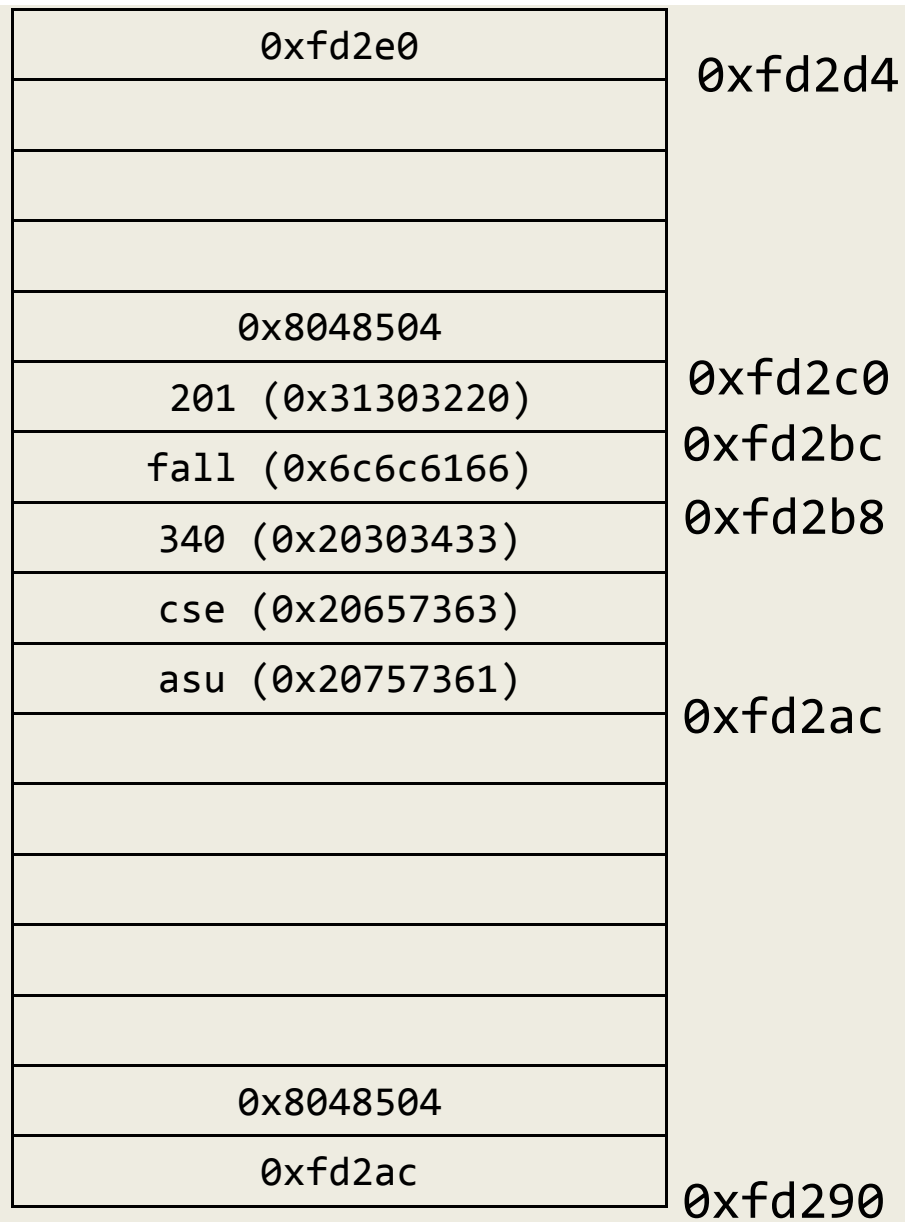 0xfd2e0
0xfd2d4
0x8048504
0xfd2c0
201 (0x31303220)
0xfd2bc
fall (0x6c6c6166)
0xfd2b8
340 (0x20303433)
cse (0x20657363)
asu (0x20757361)
0xfd2ac
0x8048504
0xfd2ac
0xfd290